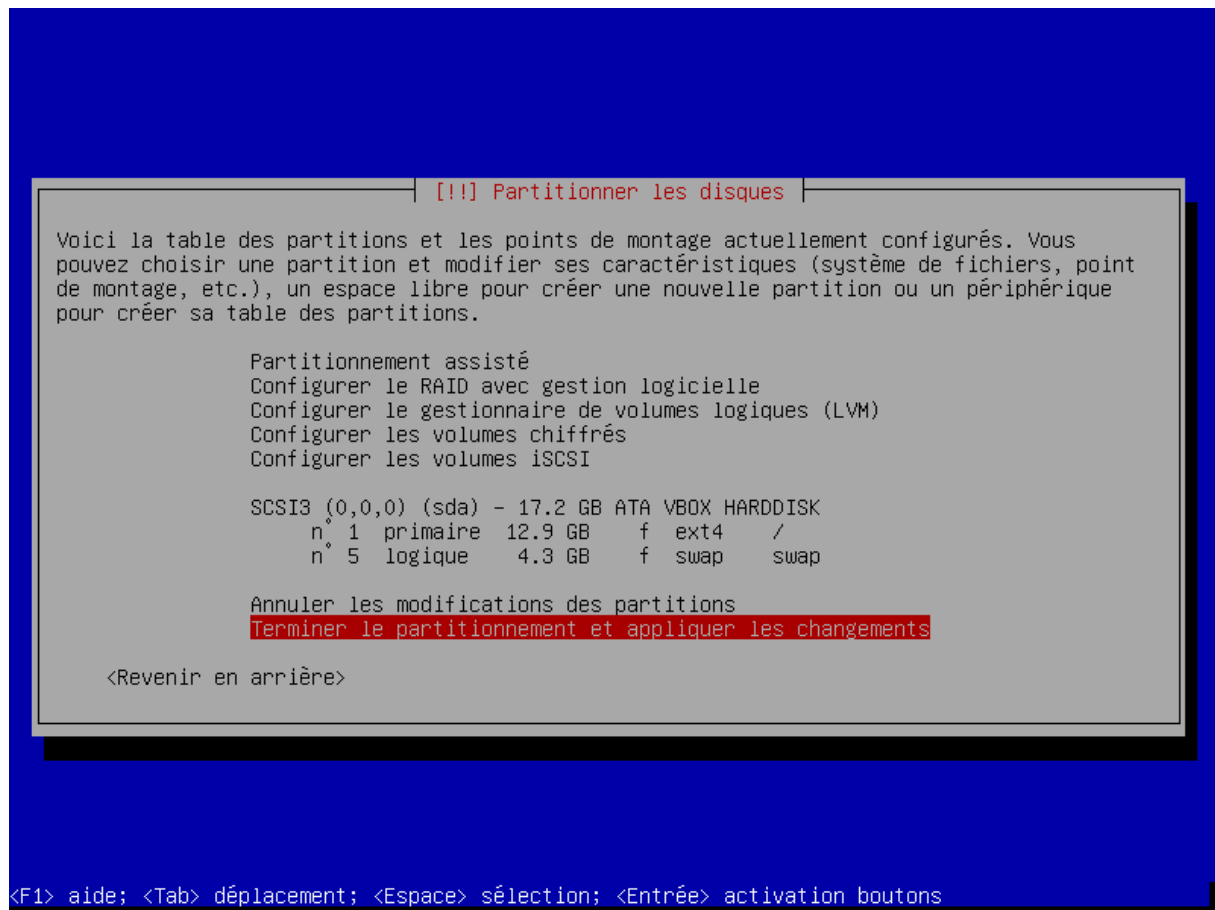 [!!] Partitionner les disques
Voici la table des partitions et les points de montage actuellement configurés. Vous
pouvez choisir une partition et modifier ses caractéristiques (système de fichiers, point
de montage, etc.), un espace libre pour créer une nouvelle partition ou un périphérique
pour créer sa table des partitions.
Partitionnement assisté
Configurer le RAID avec gestion logicielle
Configurer le gestionnaire de volumes logiques (LVM)
Configurer les volumes chiffrés
Configurer les volumes iSCSI
SCSI3 (0,0,0) (sda) - 17.2 GB ATA VBOX HARDDISK
n° 1 primaire 12.9 GB f ext4 /
n° 5 logique 4.3 GB f swap swap
Annuler les modifications des partitions
Terminer le partitionnement et appliquer les changements
<Revenir en arrière>
<F1> aide; <Tab> déplacement; <Espace> sélection; <Entrée> activation boutons